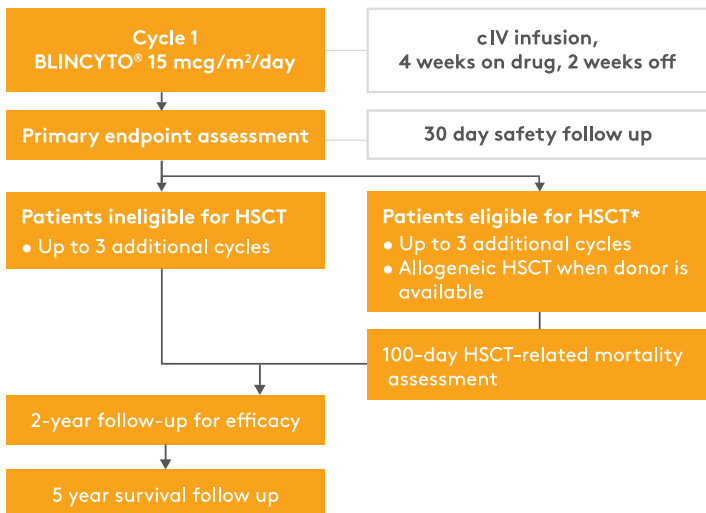 Cycle 1
BLINCYTO® 15 mcg/m²/day
cIV infusion,
4 weeks on drug, 2 weeks off
Primary endpoint assessment
30 day safety follow up
Patients ineligible for HSCT
• Up to 3 additional cycles
Patients eligible for HSCT*
• Up to 3 additional cycles
• Allogeneic HSCT when donor is
available
100-day HSCT-related mortality
assessment
2-year follow-up for efficacy
5 year survival follow up